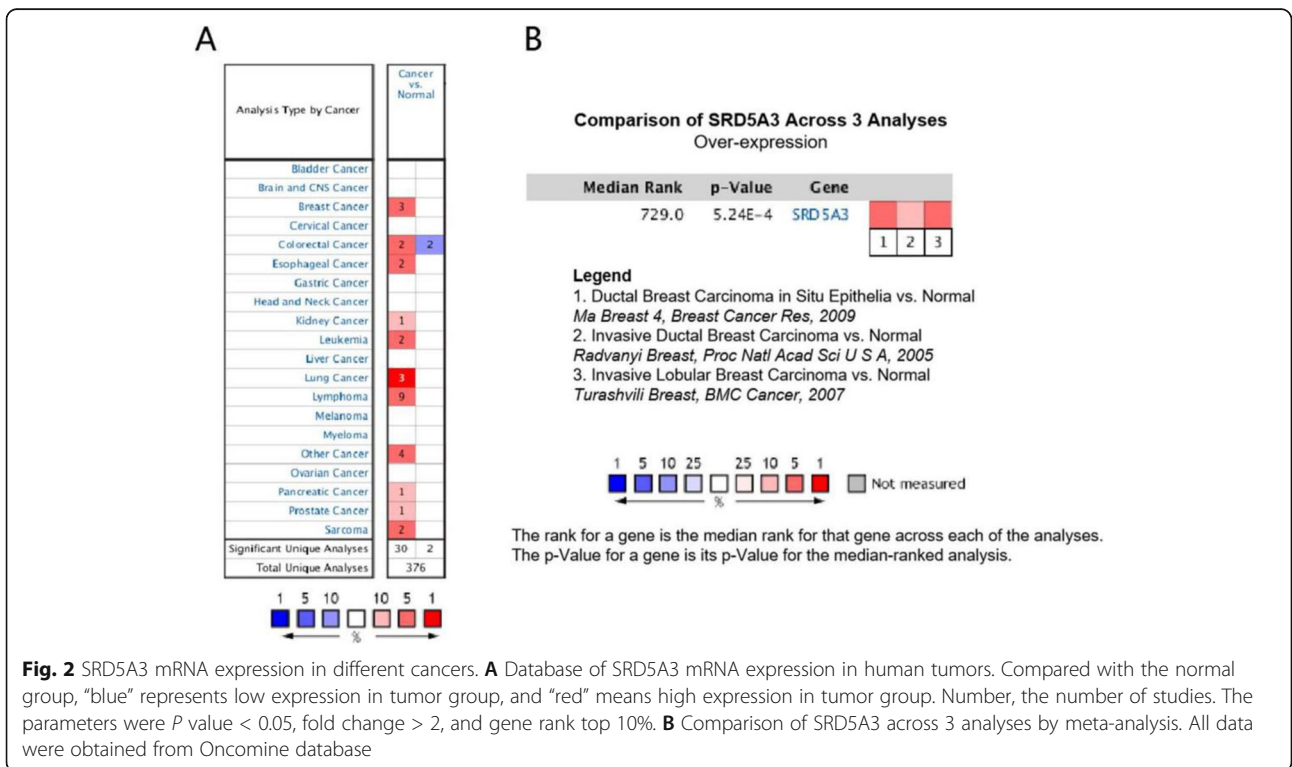 A
Analysis Type by Cancer
Cancer
vs.
Normal
Bladder Cancer
Brain and CNS Cancer
Breast Cancer 3
Cervical Cancer
Colorectal Cancer 2 2
Esophageal Cancer 2
Gastric Cancer
Head and Neck Cancer
Kidney Cancer 1
Leukemia 2
Liver Cancer
Lung Cancer 3
Lymphoma 9
Melanoma
Myeloma
Other Cancer 4
Ovarian Cancer
Pancreatic Cancer 1
Prostate Cancer 1
Sarcoma 2
Significant Unique Analyses 30 2
Total Unique Analyses 376
1 5 10 10 5 1
%
B
Comparison of SRD5A3 Across 3 Analyses
Over-expression
Median Rank p-Value Gene
729.0 5.24E-4 SRD5A3
1 2 3
Legend
1. Ductal Breast Carcinoma in Situ Epithelia vs. Normal
Ma Breast 4, Breast Cancer Res, 2009
2. Invasive Ductal Breast Carcinoma vs. Normal
Radvanyi Breast, Proc Natl Acad Sci U S A, 2005
3. Invasive Lobular Breast Carcinoma vs. Normal
Turashvili Breast, BMC Cancer, 2007
1 5 10 25 25 10 5 1
Not measured
%
The rank for a gene is the median rank for that gene across each of the analyses.
The p-Value for a gene is its p-Value for the median-ranked analysis.
Fig. 2 SRD5A3 mRNA expression in different cancers. A Database of SRD5A3 mRNA expression in human tumors. Compared with the normal
group, “blue” represents low expression in tumor group, and “red” means high expression in tumor group. Number, the number of studies. The
parameters were P value < 0.05, fold change > 2, and gene rank top 10%. B Comparison of SRD5A3 across 3 analyses by meta-analysis. All data
were obtained from Oncomine database